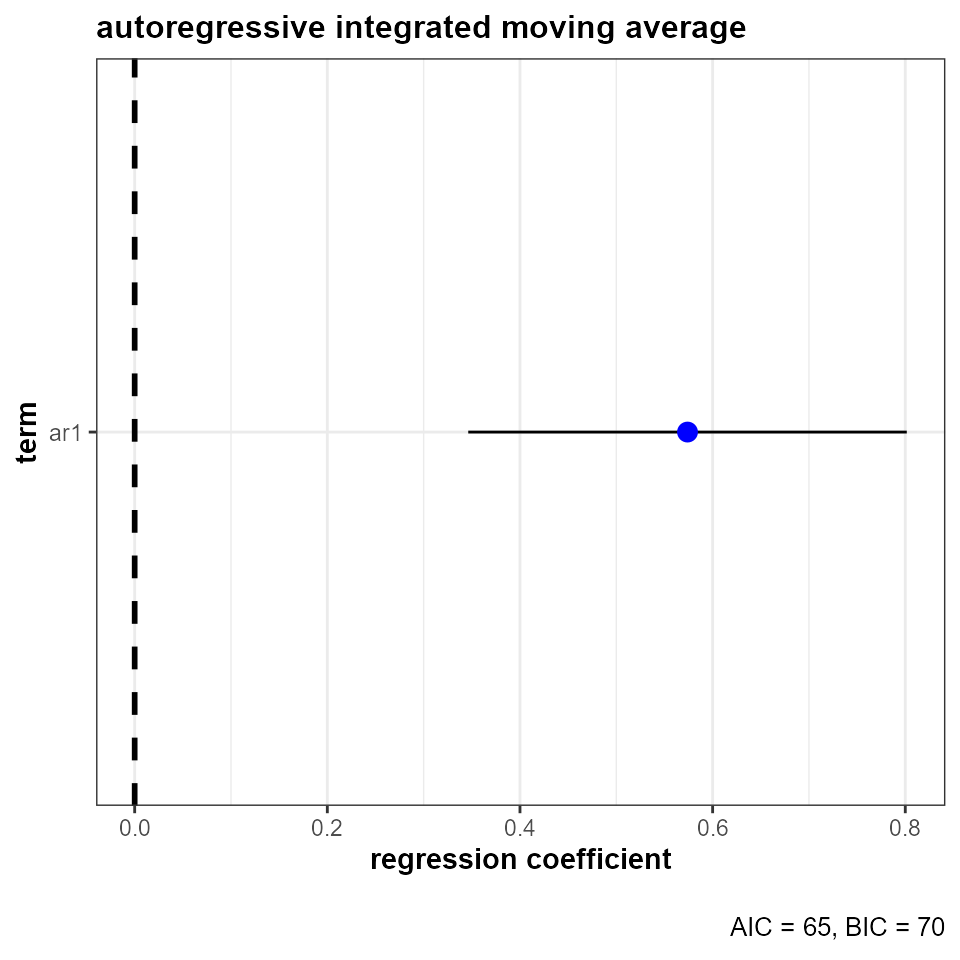 autoregressive integrated moving average
term
ar1
0.0 0.2 0.4 0.6 0.8
regression coefficient
AIC = 65, BIC = 70